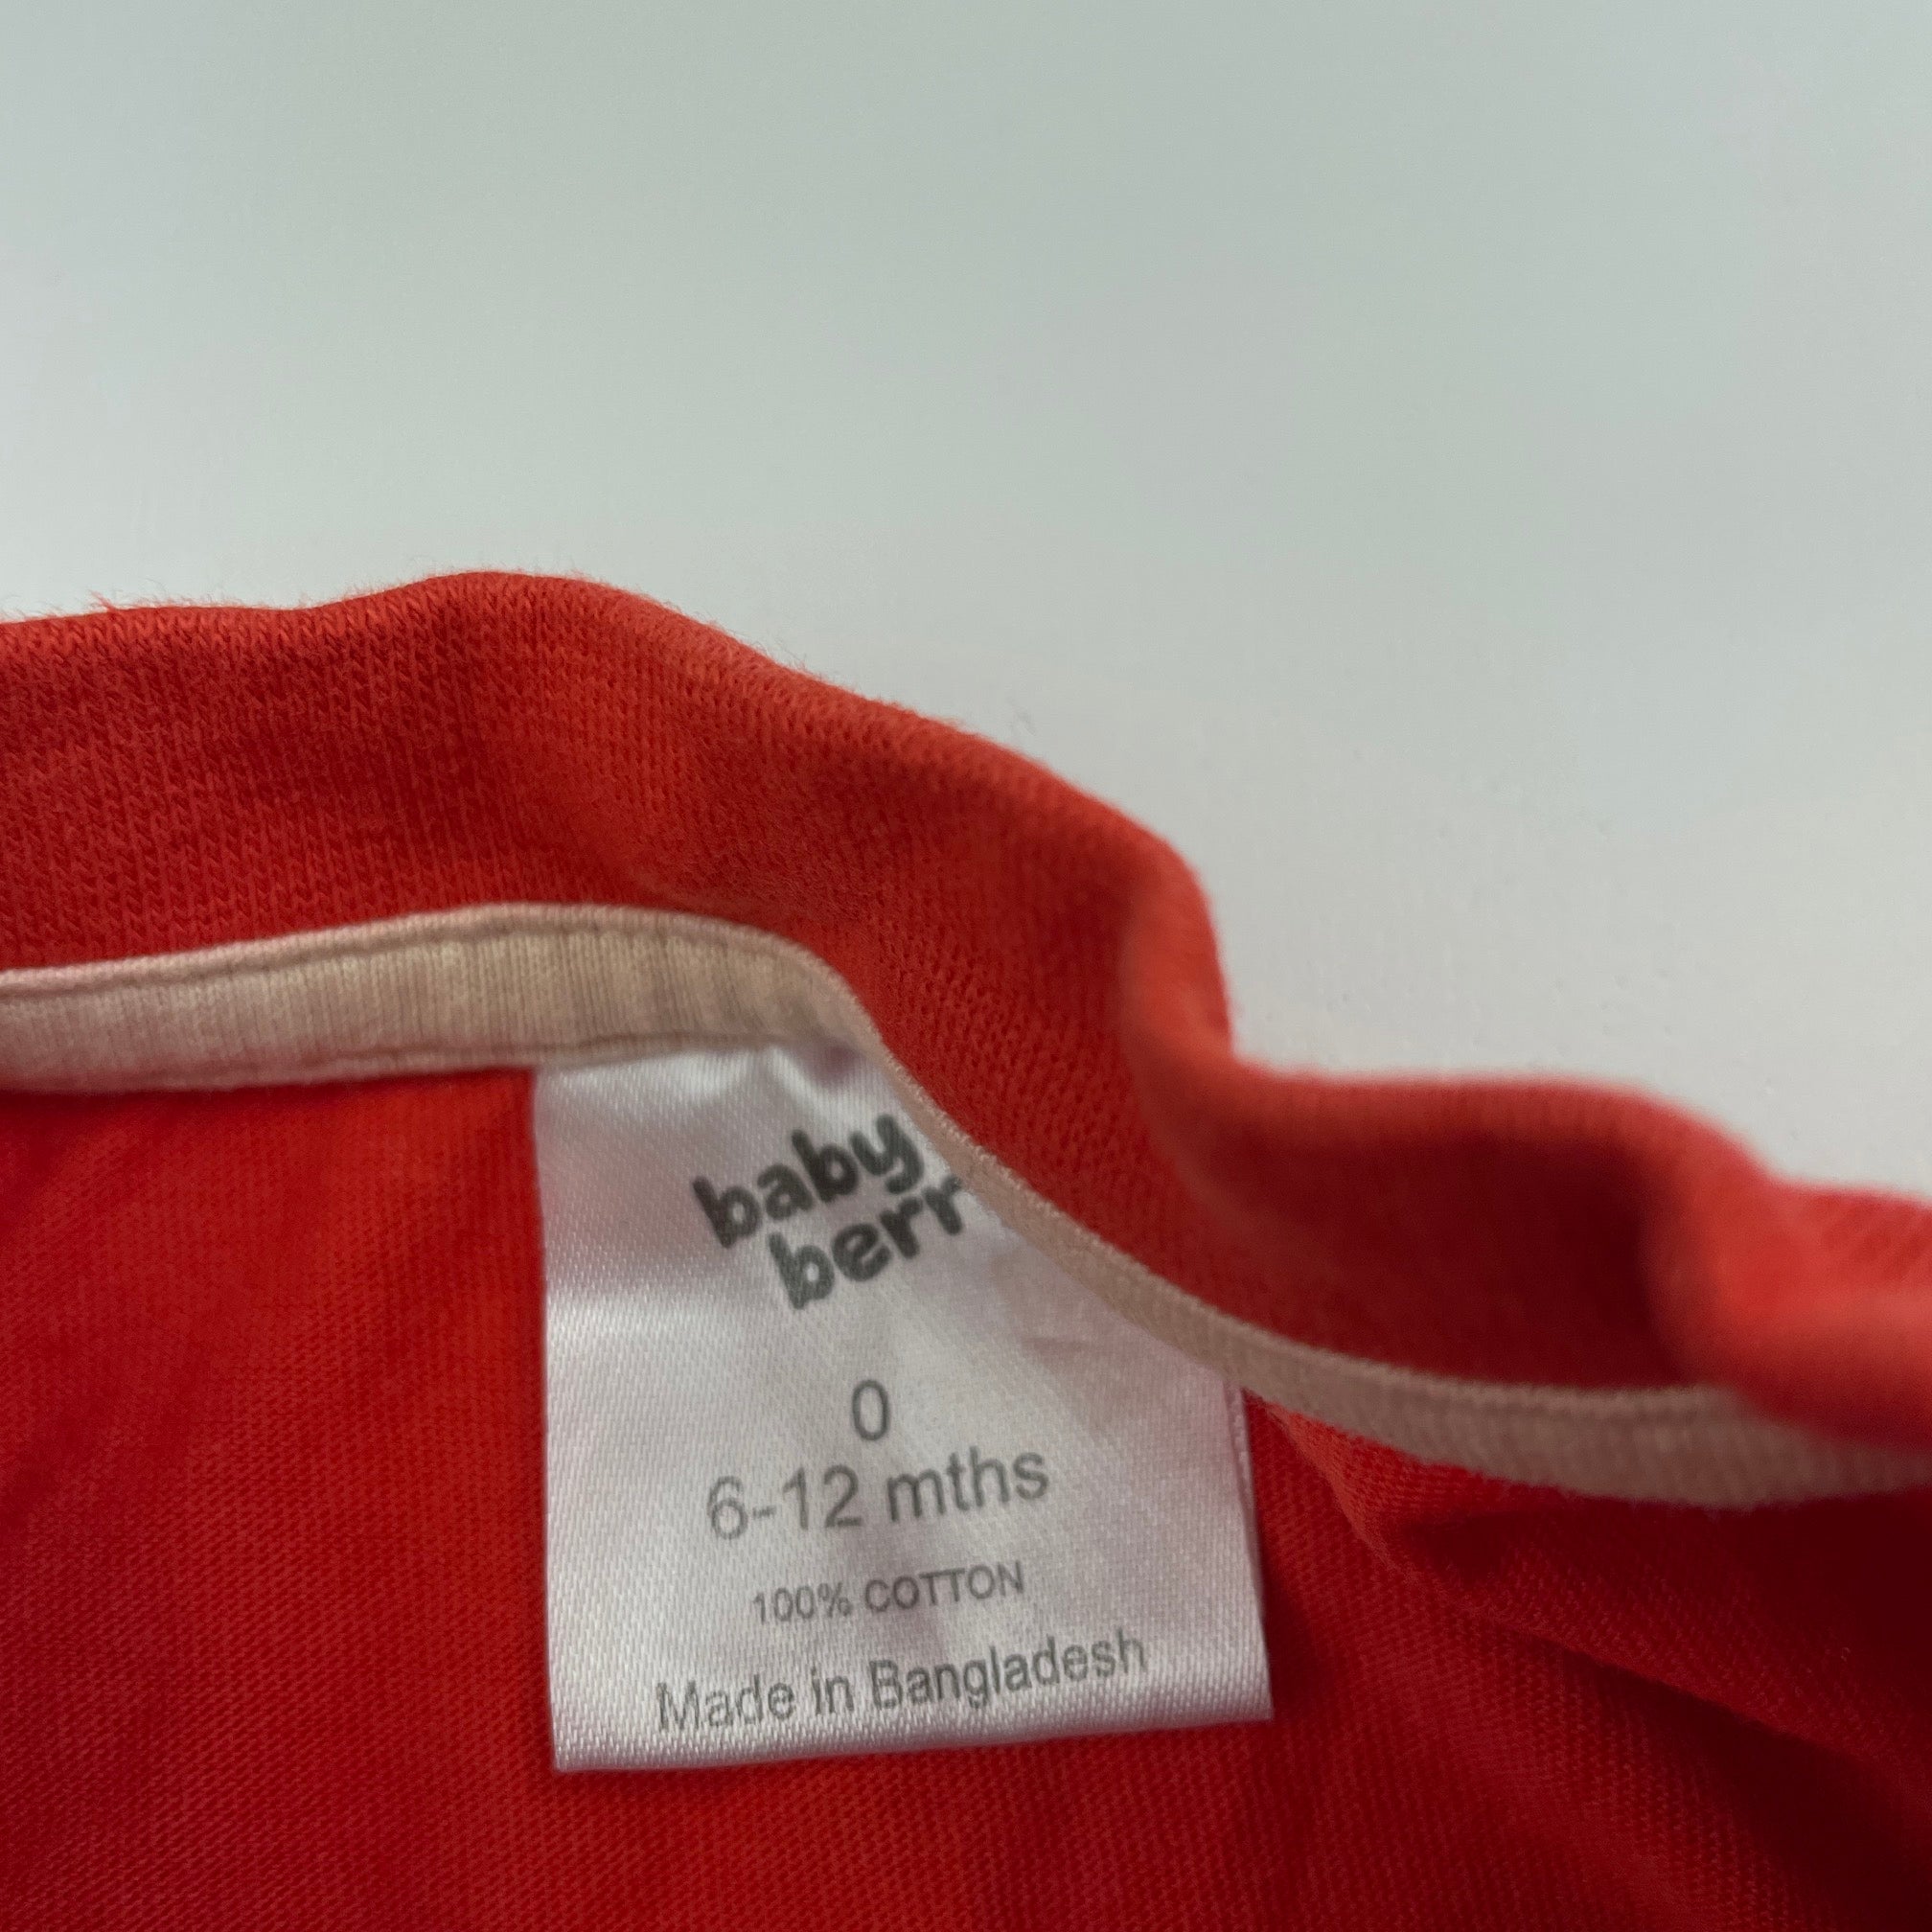 baby
berr
0
6-12 mths
100% COTTON
Made in Bangladesh